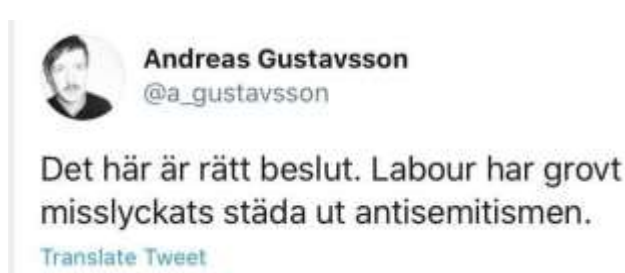 Andreas Gustavsson
@a_gustavsson
Det här är rätt beslut. Labour har grovt
misslyckats städa ut antisemitismen.
Translate Tweet